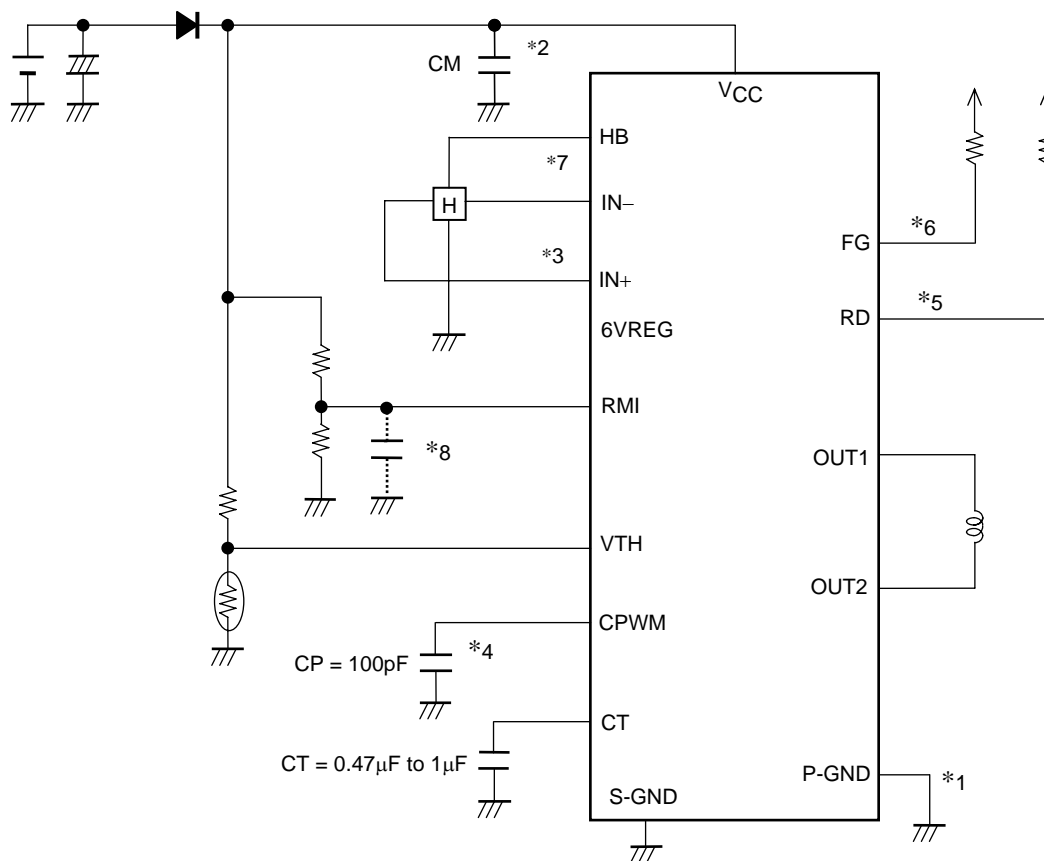 *2
CM
VCC
HB
*7
H
IN−
*6
FG
*3
IN+
*5
RD
6VREG
RMI
*8
OUT1
VTH
OUT2
CPWM
*4
CP = 100pF
CT
CT = 0.47μF to 1μF
P-GND
*1
S-GND